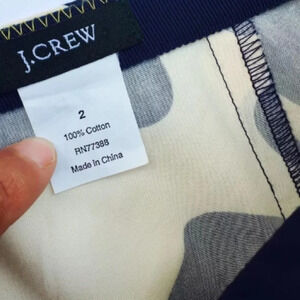 J.CREW
2
100% Cotton
RN77388
Made in China